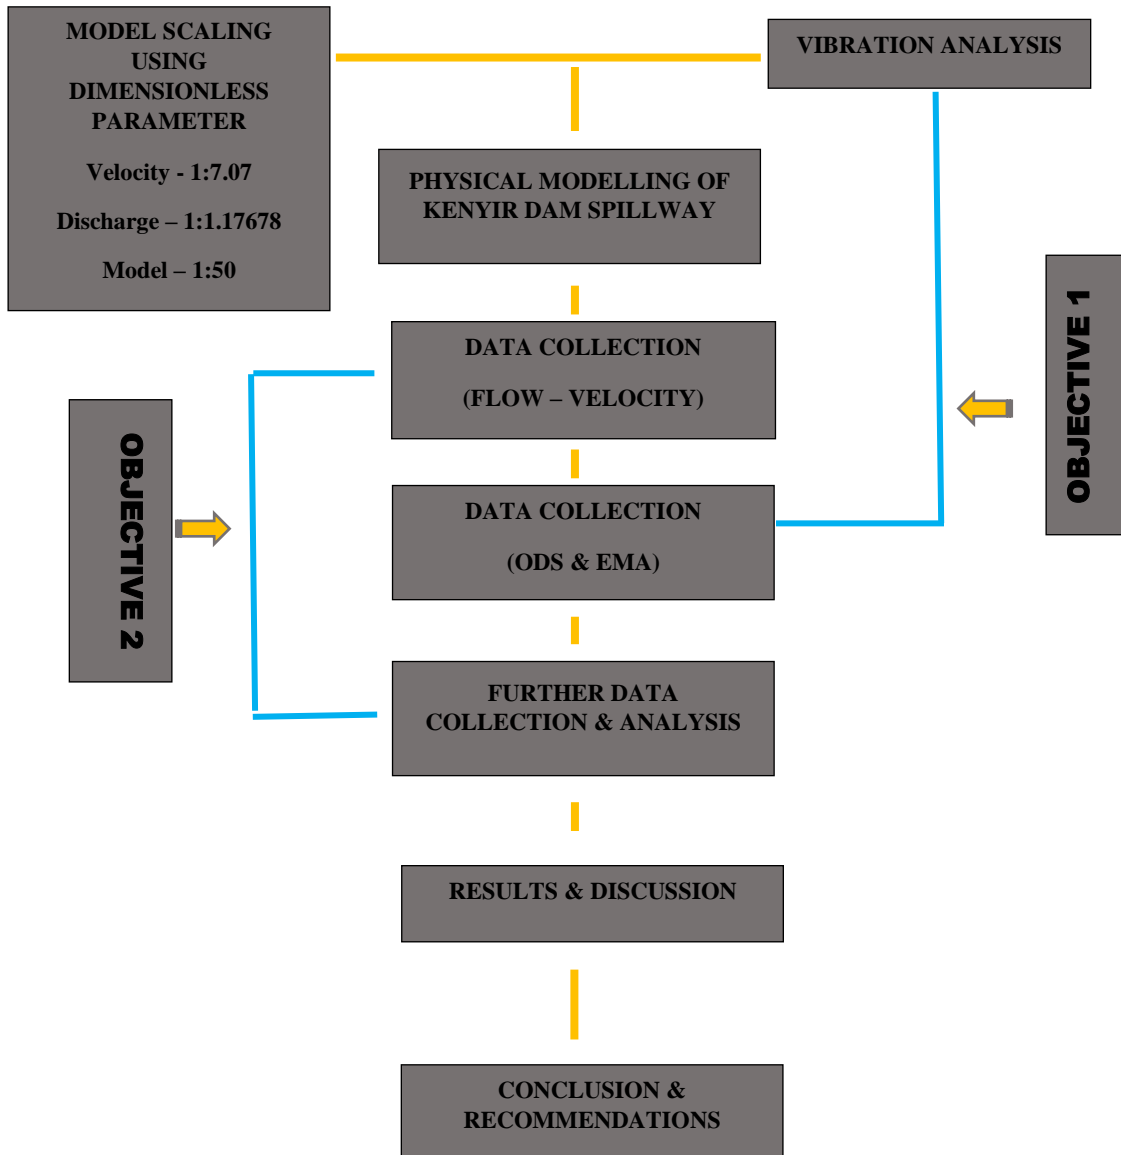 MODEL SCALING
USING
DIMENSIONLESS
PARAMETER
Velocity - 1:7.07
Discharge – 1:1.17678
Model – 1:50
VIBRATION ANALYSIS
PHYSICAL MODELLING OF
KENYIR DAM SPILLWAY
DATA COLLECTION
(FLOW – VELOCITY)
OBJECTIVE 1
OBJECTIVE 2
DATA COLLECTION
(ODS & EMA)
FURTHER DATA
COLLECTION & ANALYSIS
RESULTS & DISCUSSION
CONCLUSION &
RECOMMENDATIONS